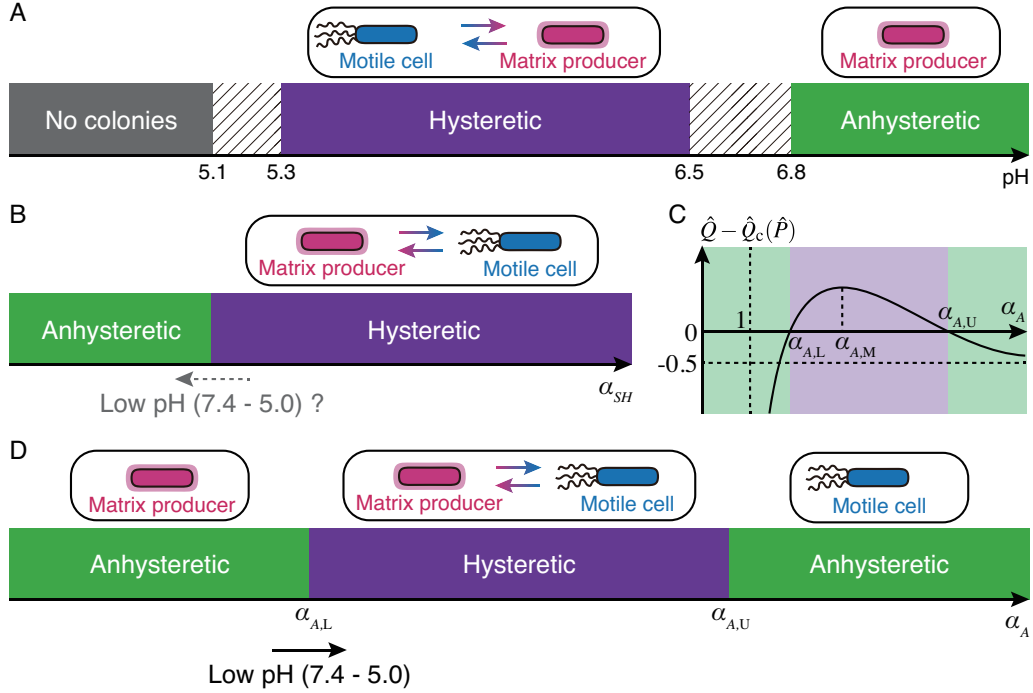 A
Motile cell
Matrix producer
Matrix producer
No colonies
Hysteretic
Anhysteretic
5.1
5.3
6.5
6.8
pH
B
Matrix producer
Motile cell
Anhysteretic
Hysteretic
α_SH
Low pH (7.4 - 5.0) ?
C
Q̂ − Q̂_c(P̂)
1
0
-0.5
α_A,L
α_A,M
α_A,U
α_A
D
Matrix producer
Matrix producer
Motile cell
Motile cell
Anhysteretic
Hysteretic
Anhysteretic
α_A,L
α_A,U
α_A
Low pH (7.4 - 5.0)